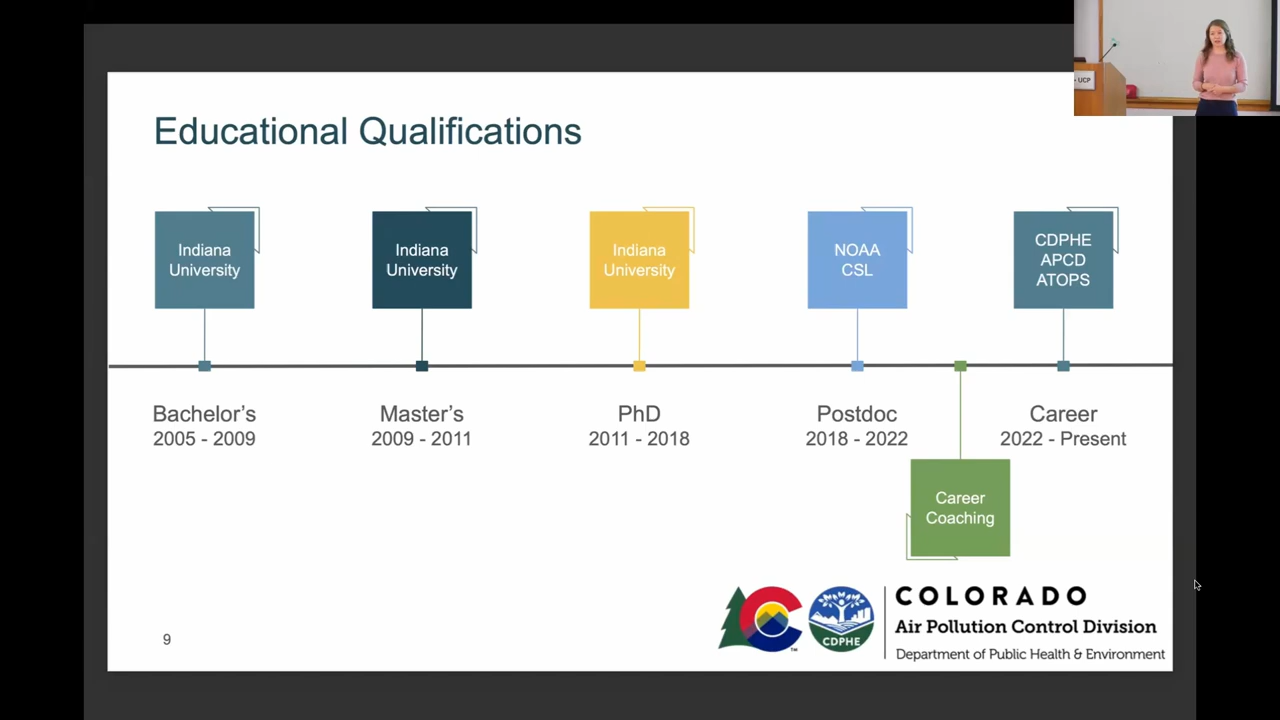 - UCP
Educational Qualifications
Indiana
University
Indiana
University
Indiana
University
NOAA
CSL
CDPHE
APCD
ATOPS
Bachelor's
2005 - 2009
Master's
2009 - 2011
PhD
2011 - 2018
Postdoc
2018 - 2022
Career
2022 - Present
Career
Coaching
CDPHE
TM
COLORADO
Air Pollution Control Division
Department of Public Health & Environment
9